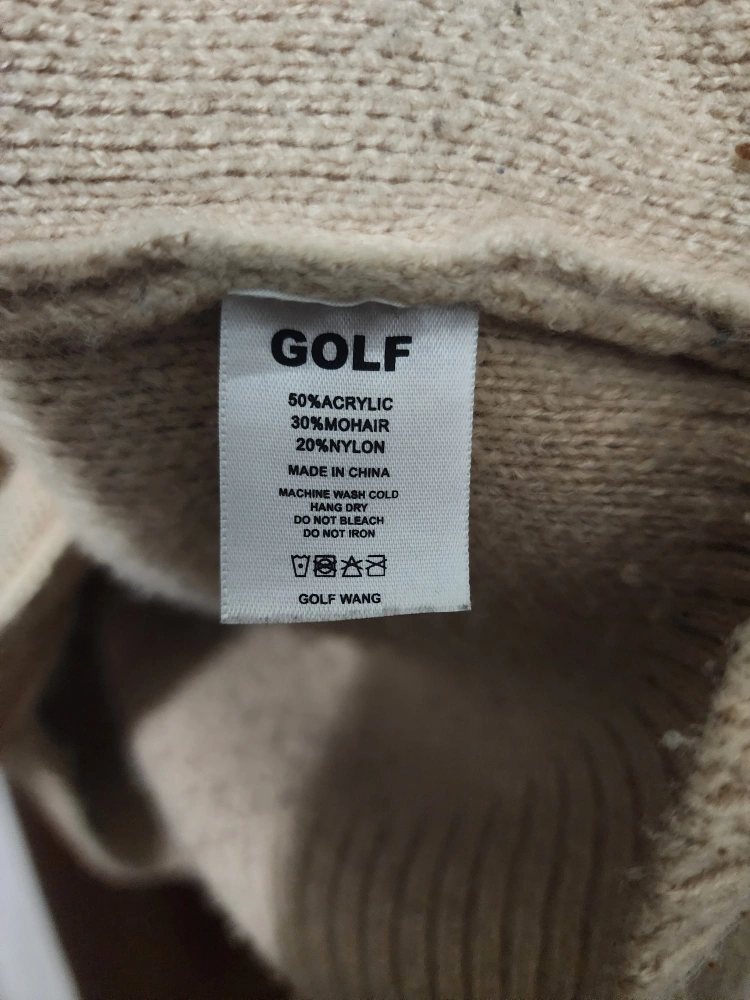 GOLF
50%ACRYLIC
30%MOHAIR
20%NYLON
MADE IN CHINA
MACHINE WASH COLD
HANG DRY
DO NOT BLEACH
DO NOT IRON
GOLF WANG